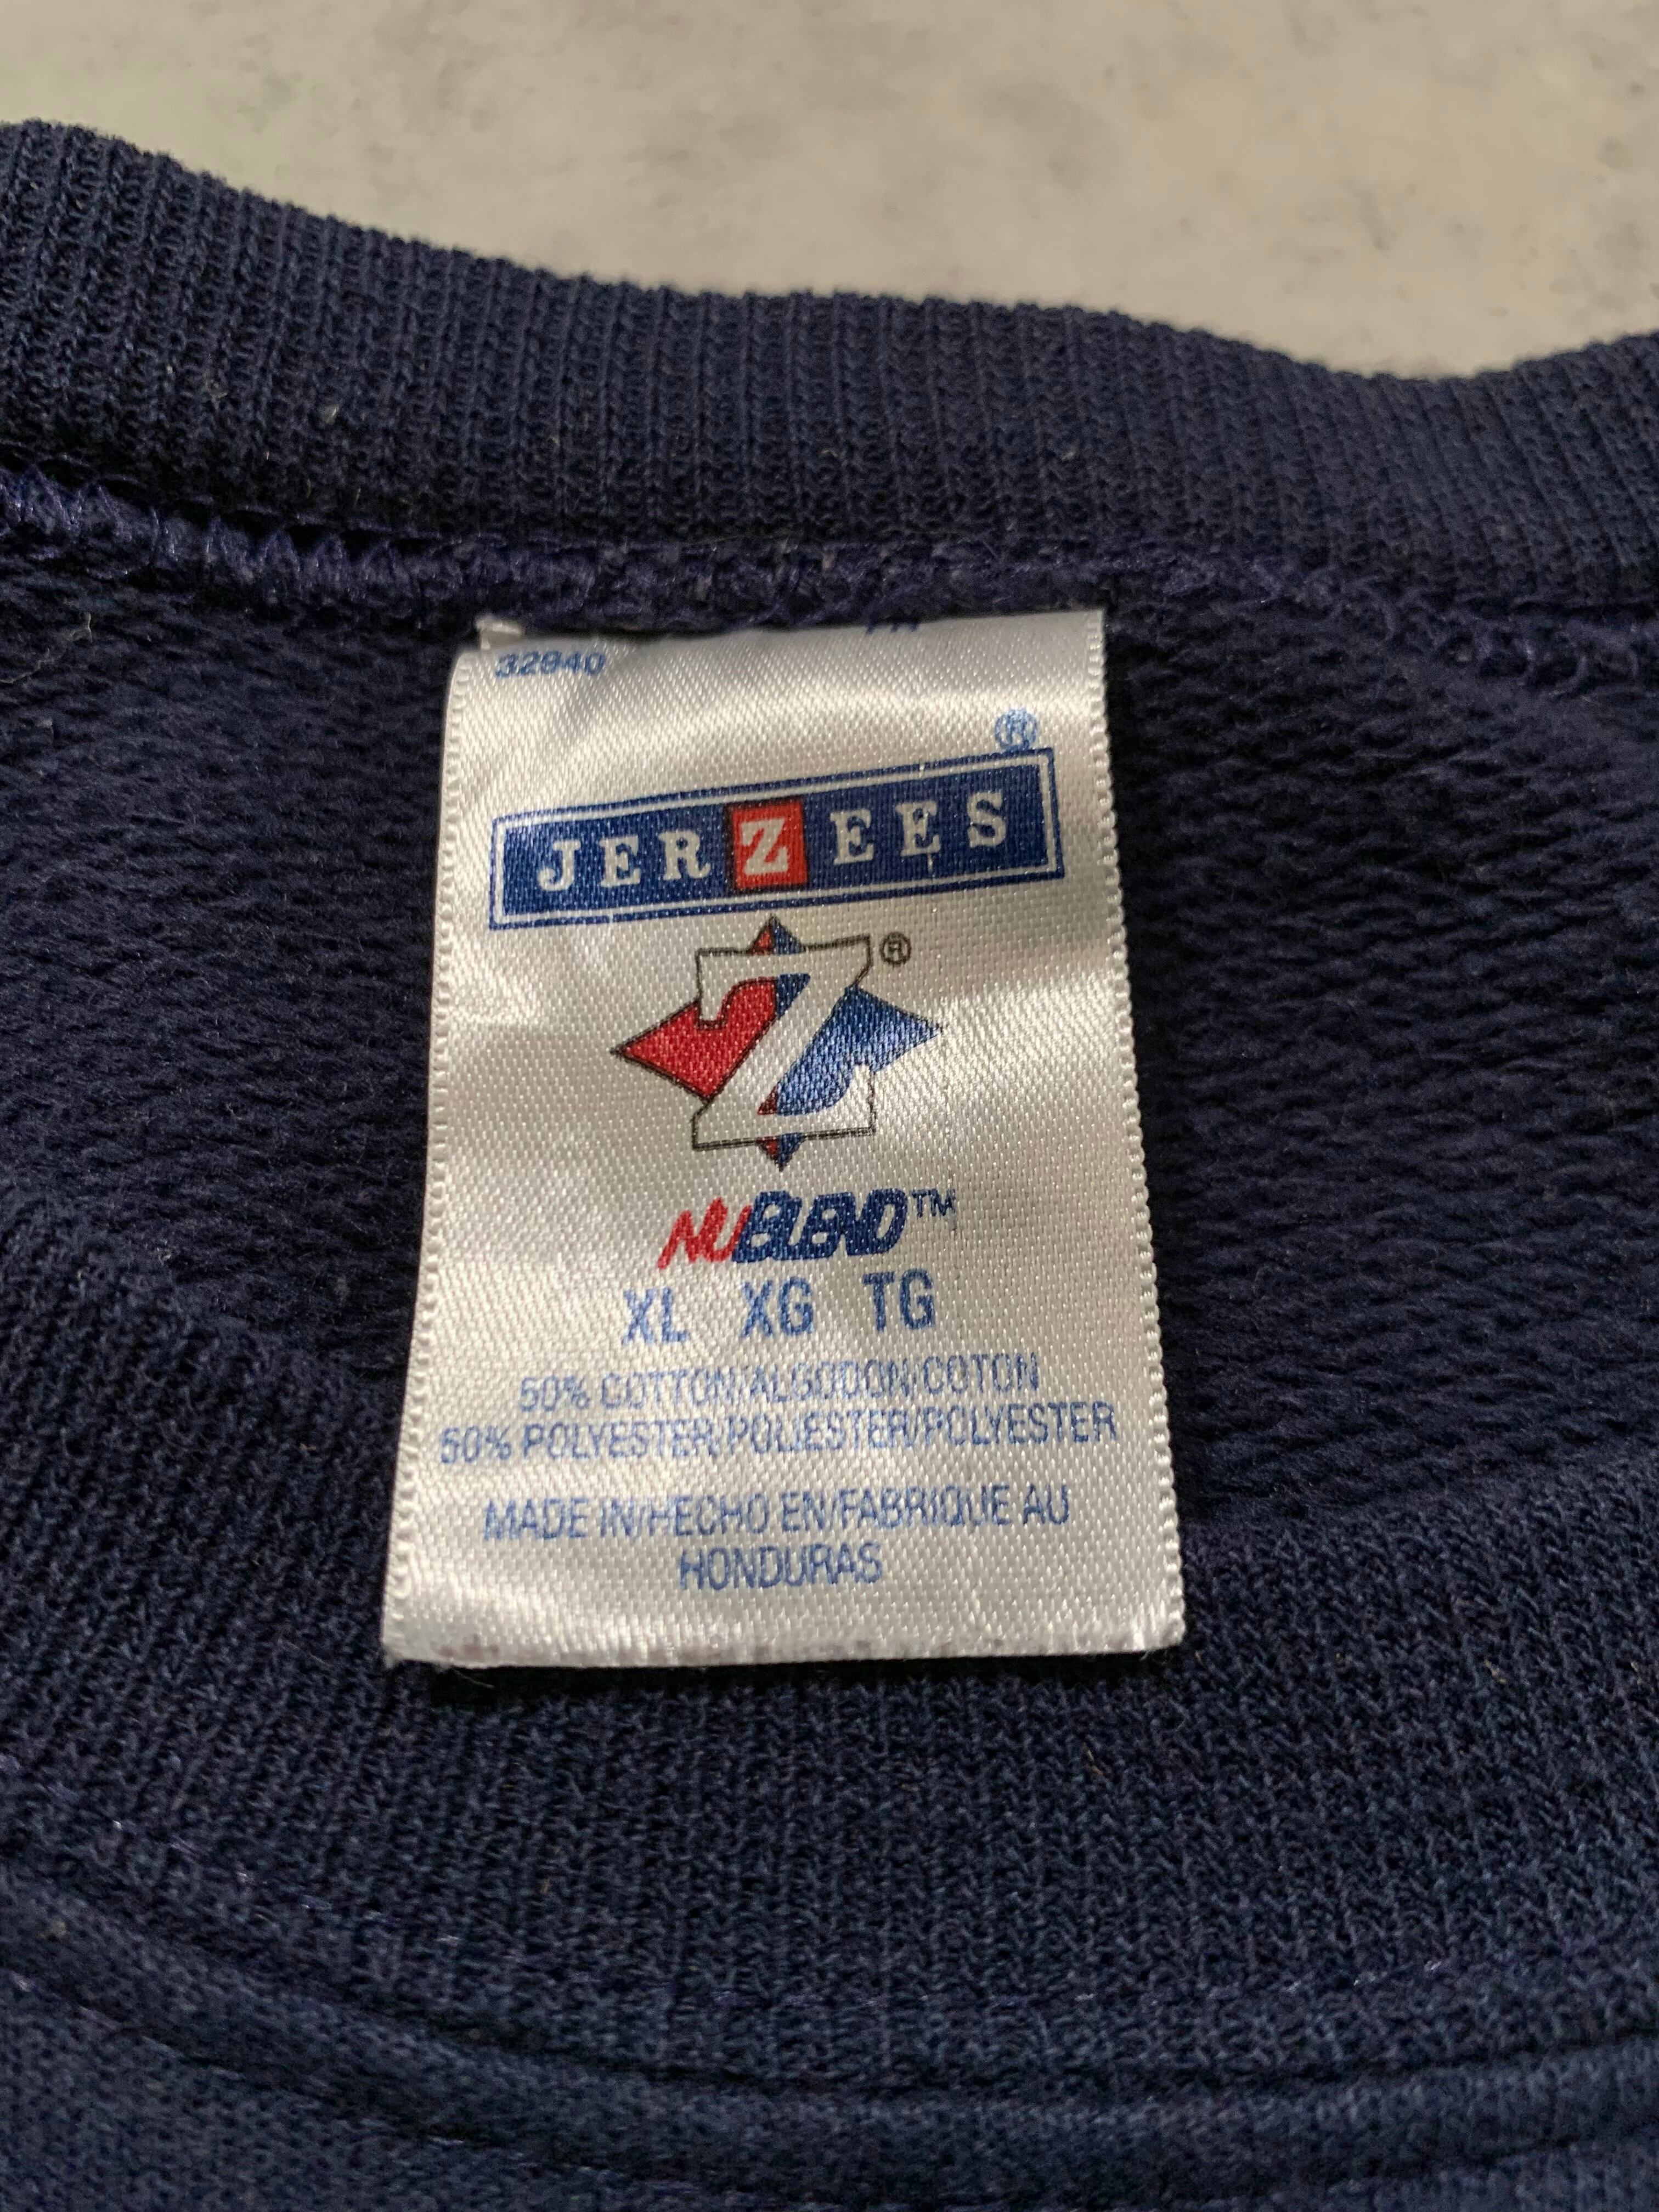 32940
®
JERZEES
Z®
NUBLEND™
XL XG TG
50% COTTON/ALGODON/COTON
50% POLYESTER/POLIESTER/POLYESTER
MADE IN/HECHO EN/FABRIQUE AU
HONDURAS